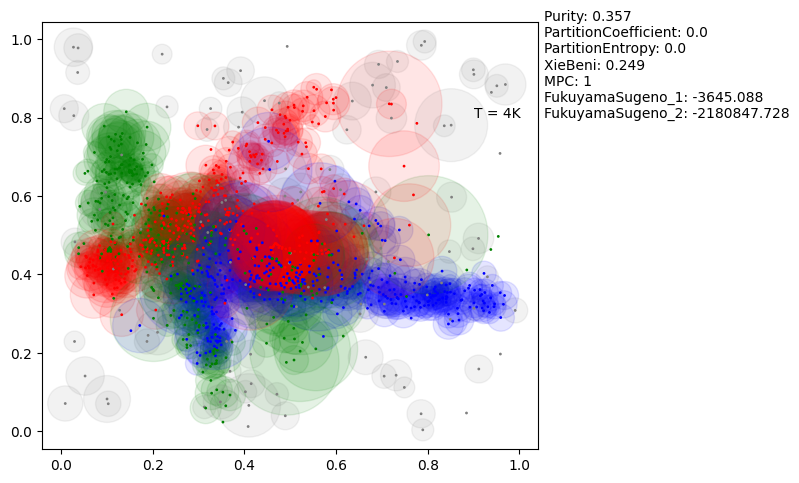 Purity: 0.357
PartitionCoefficient: 0.0
PartitionEntropy: 0.0
XieBeni: 0.249
MPC: 1
FukuyamaSugeno_1: -3645.088
FukuyamaSugeno_2: -2180847.728
T = 4K
1.0
0.8
0.6
0.4
0.2
0.0
0.0 0.2 0.4 0.6 0.8 1.0